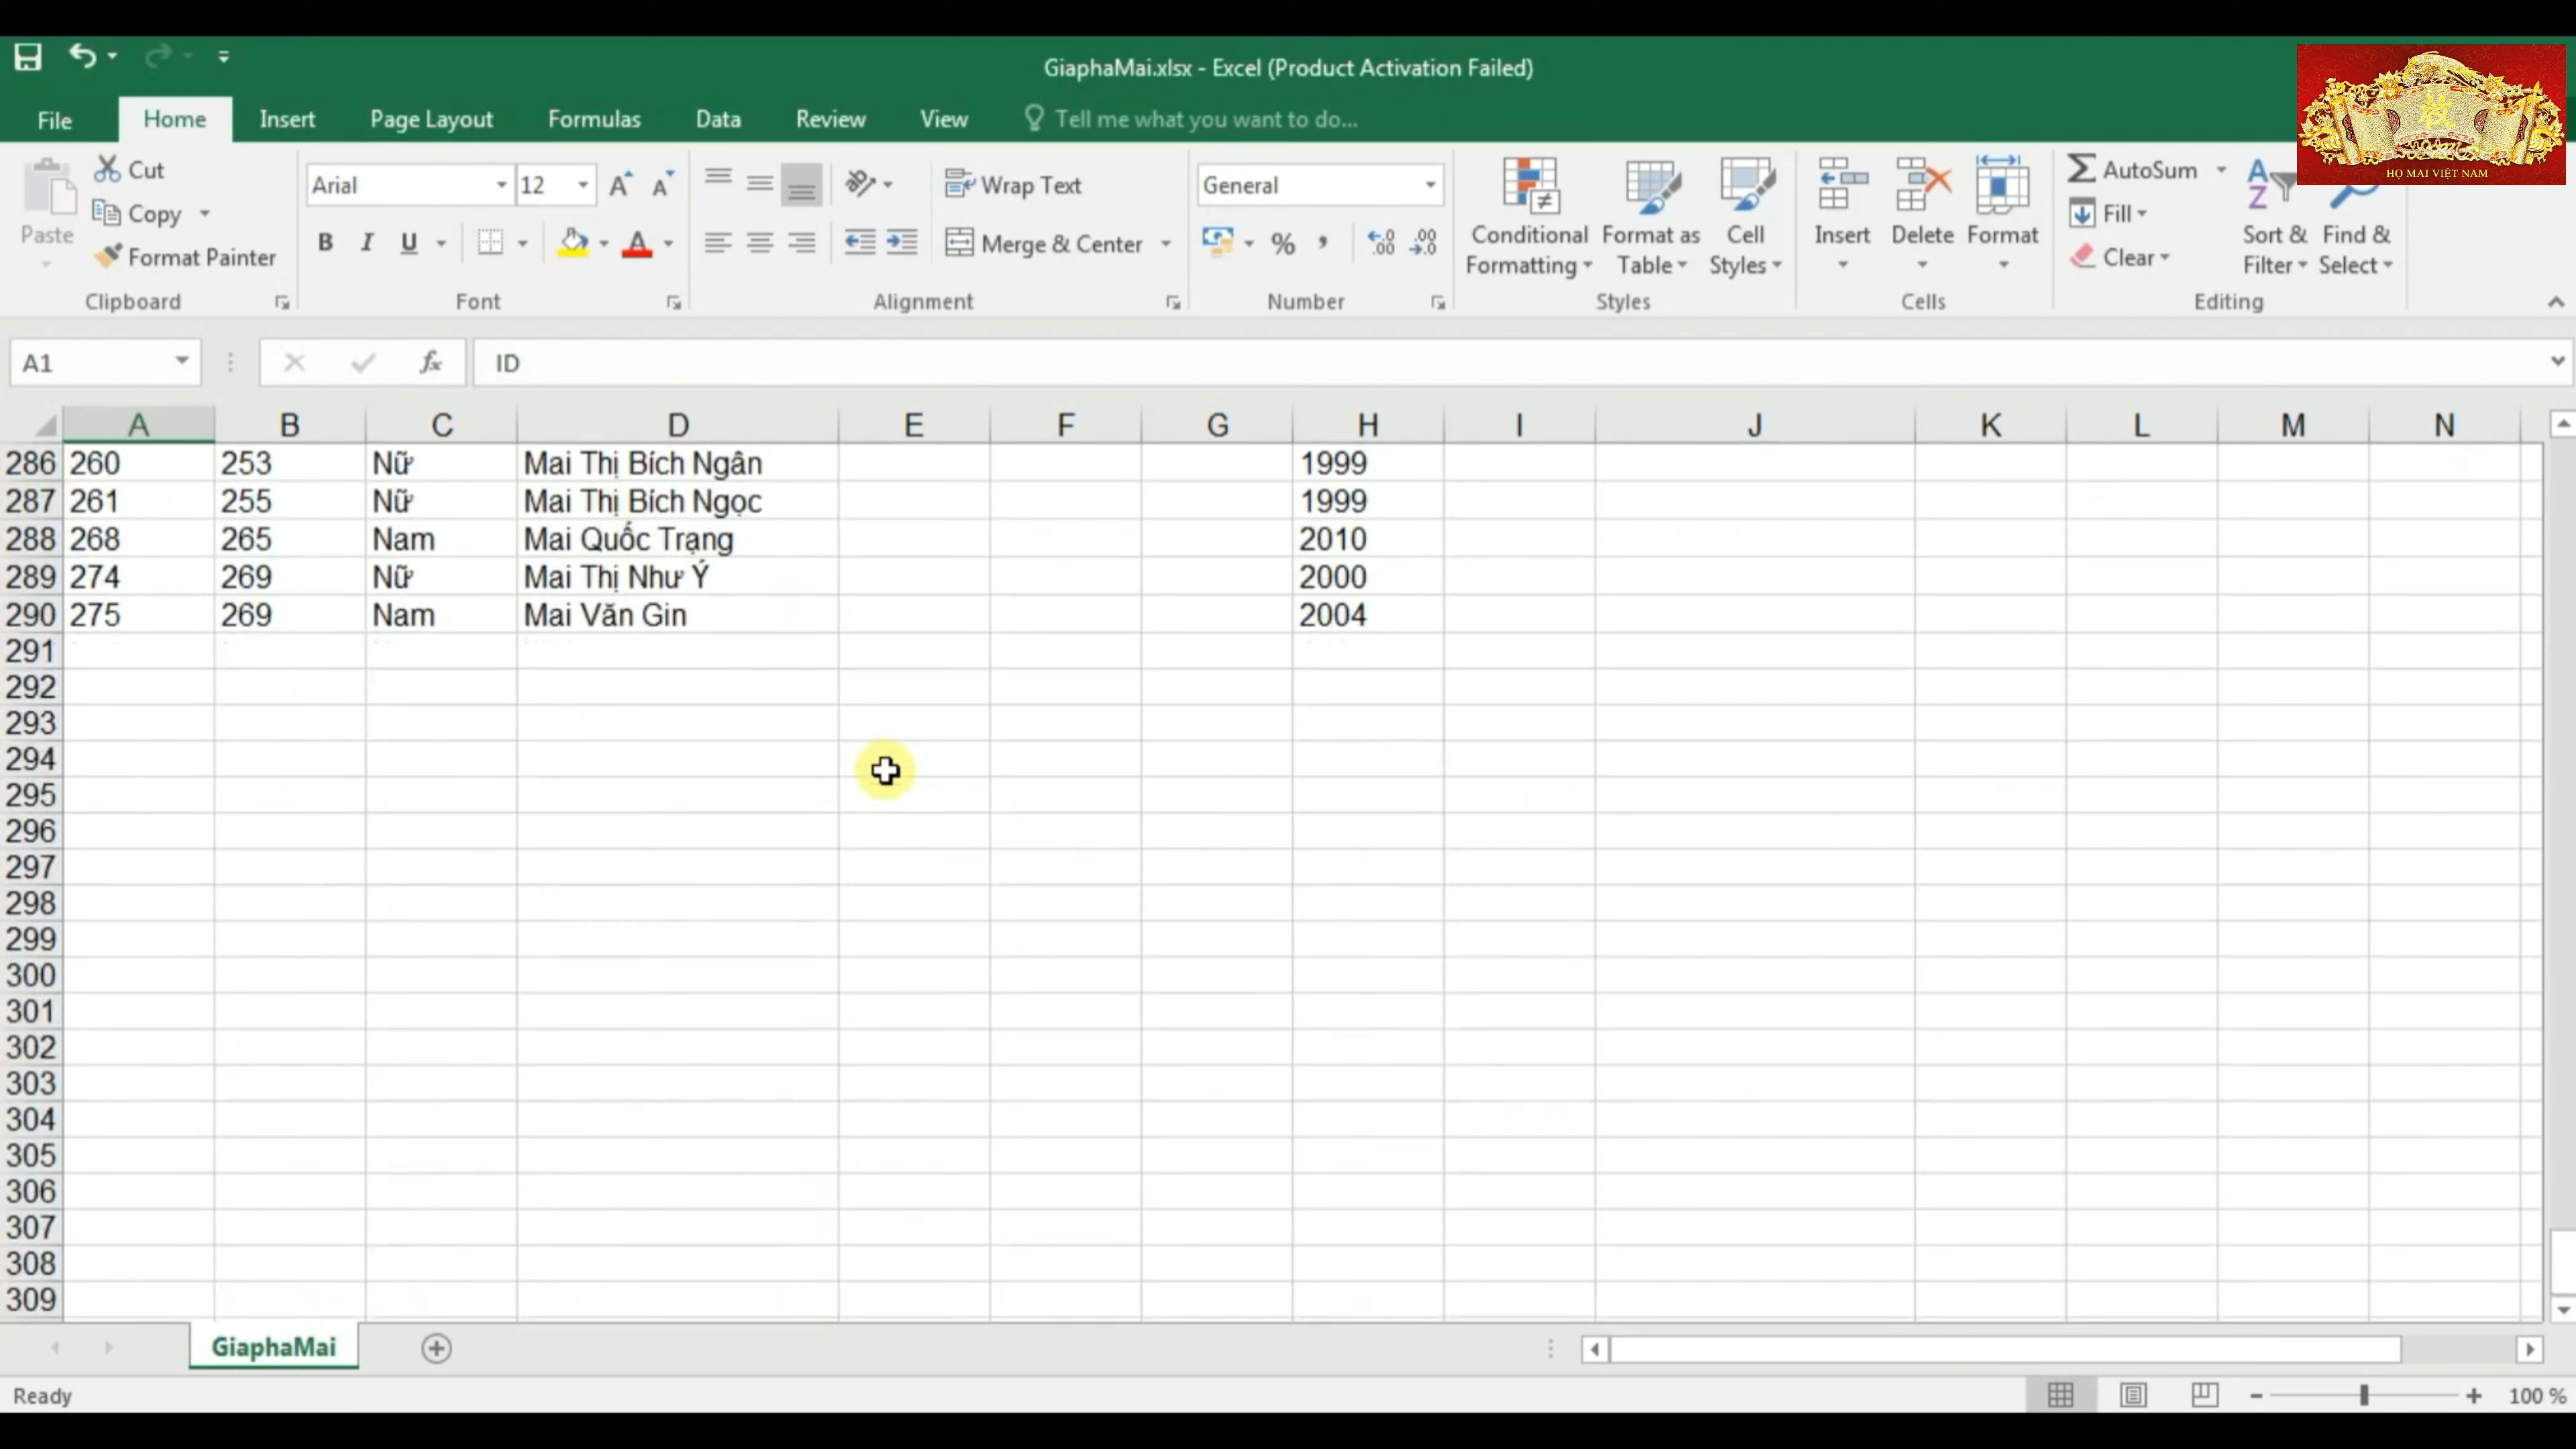 GiaphaMai.xlsx - Excel (Product Activation Failed)
File Home Insert Page Layout Formulas Data Review View Tell me what you want to do...
HỌ MAI VIỆT NAM
Paste Cut Copy Format Painter
Clipboard
Arial 12
B I U A
Font
Wrap Text
Merge & Center
Alignment
General
%
Number
Conditional Formatting Format as Table Cell Styles
Styles
Insert Delete Format
Cells
AutoSum Fill Clear Sort & Filter Find & Select
Editing
A1 fx ID
A B C D E F G H I J K L M N
286 260 253 Nữ Mai Thị Bích Ngân 1999
287 261 255 Nữ Mai Thị Bích Ngọc 1999
288 268 265 Nam Mai Quốc Trạng 2010
289 274 269 Nữ Mai Thị Như Ý 2000
290 275 269 Nam Mai Văn Gin 2004
291
292
293
294
295
296
297
298
299
300
301
302
303
304
305
306
307
308
309
GiaphaMai
Ready 100 %